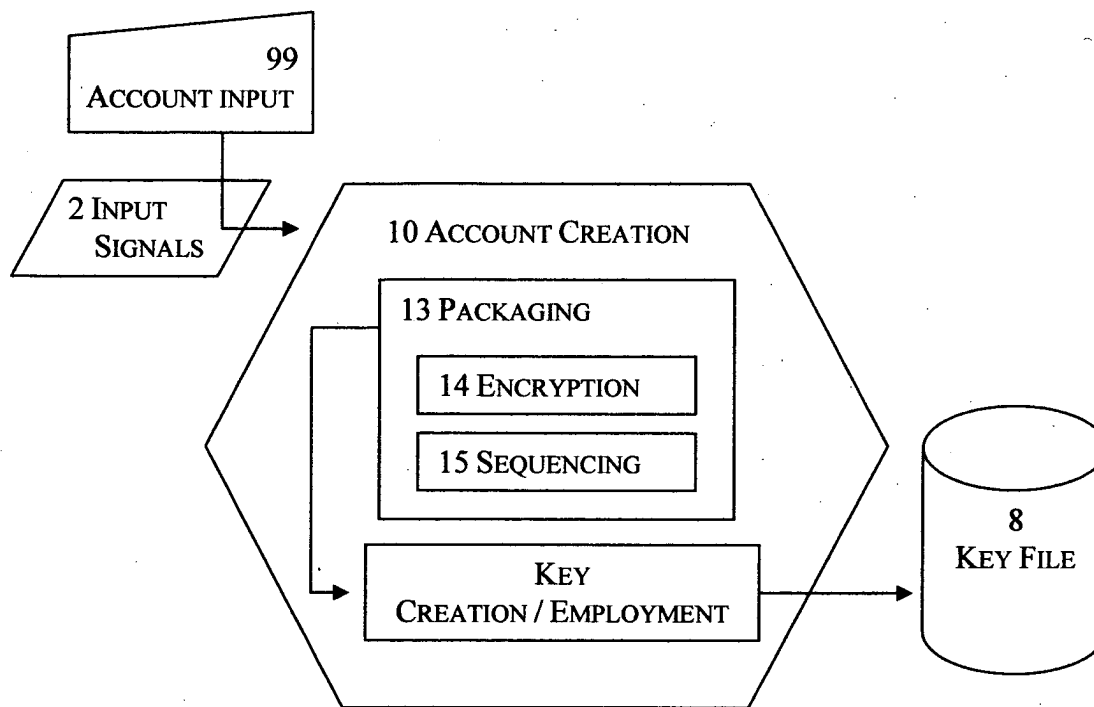 99
ACCOUNT INPUT
2 INPUT
SIGNALS
10 ACCOUNT CREATION
13 PACKAGING
14 ENCRYPTION
15 SEQUENCING
KEY
CREATION / EMPLOYMENT
8
KEY FILE